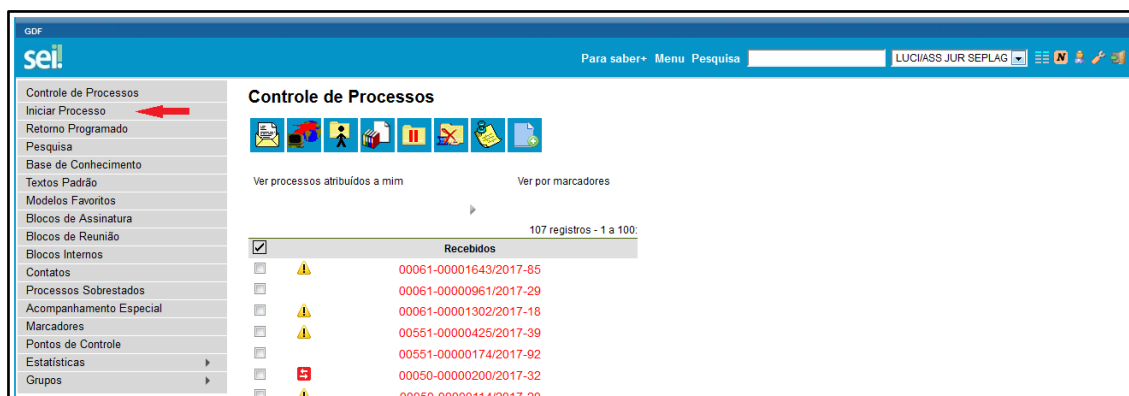 GDF
sei!
Para saber+ Menu Pesquisa LUCI/ASS JUR SEPLAG N
Controle de Processos
Iniciar Processo
Retorno Programado
Pesquisa
Base de Conhecimento
Textos Padrão
Modelos Favoritos
Blocos de Assinatura
Blocos de Reunião
Blocos Internos
Contatos
Processos Sobrestados
Acompanhamento Especial
Marcadores
Pontos de Controle
Estatísticas
Grupos
Controle de Processos
Ver processos atribuídos a mim Ver por marcadores
107 registros - 1 a 100:
Recebidos
00061-00001643/2017-85
00061-00000961/2017-29
00061-00001302/2017-18
00551-00000425/2017-39
00551-00000174/2017-92
00050-00000200/2017-32